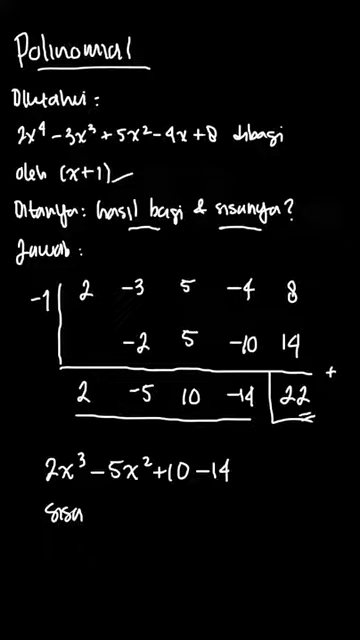 Polinomial
Diketahui:
2x⁴ - 3x³ + 5x² - 4x + 8 dibagi
oleh (x+1)
Ditanya: hasil bagi & sisanya?
Jawab:
-1 | 2 -3 5 -4 8
-2 5 -10 14
+
2 -5 10 -14 | 22
2x³ - 5x² + 10 - 14
sisa